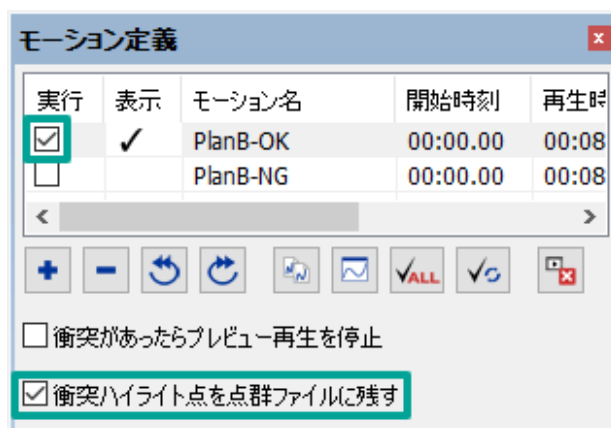 モーション定義
実行 表示 モーション名 開始時刻 再生時
PlanB-OK 00:00.00 00:08
PlanB-NG 00:00.00 00:08
ALL
衝突があったらプレビュー再生を停止
衝突ハイライト点を点群ファイルに残す